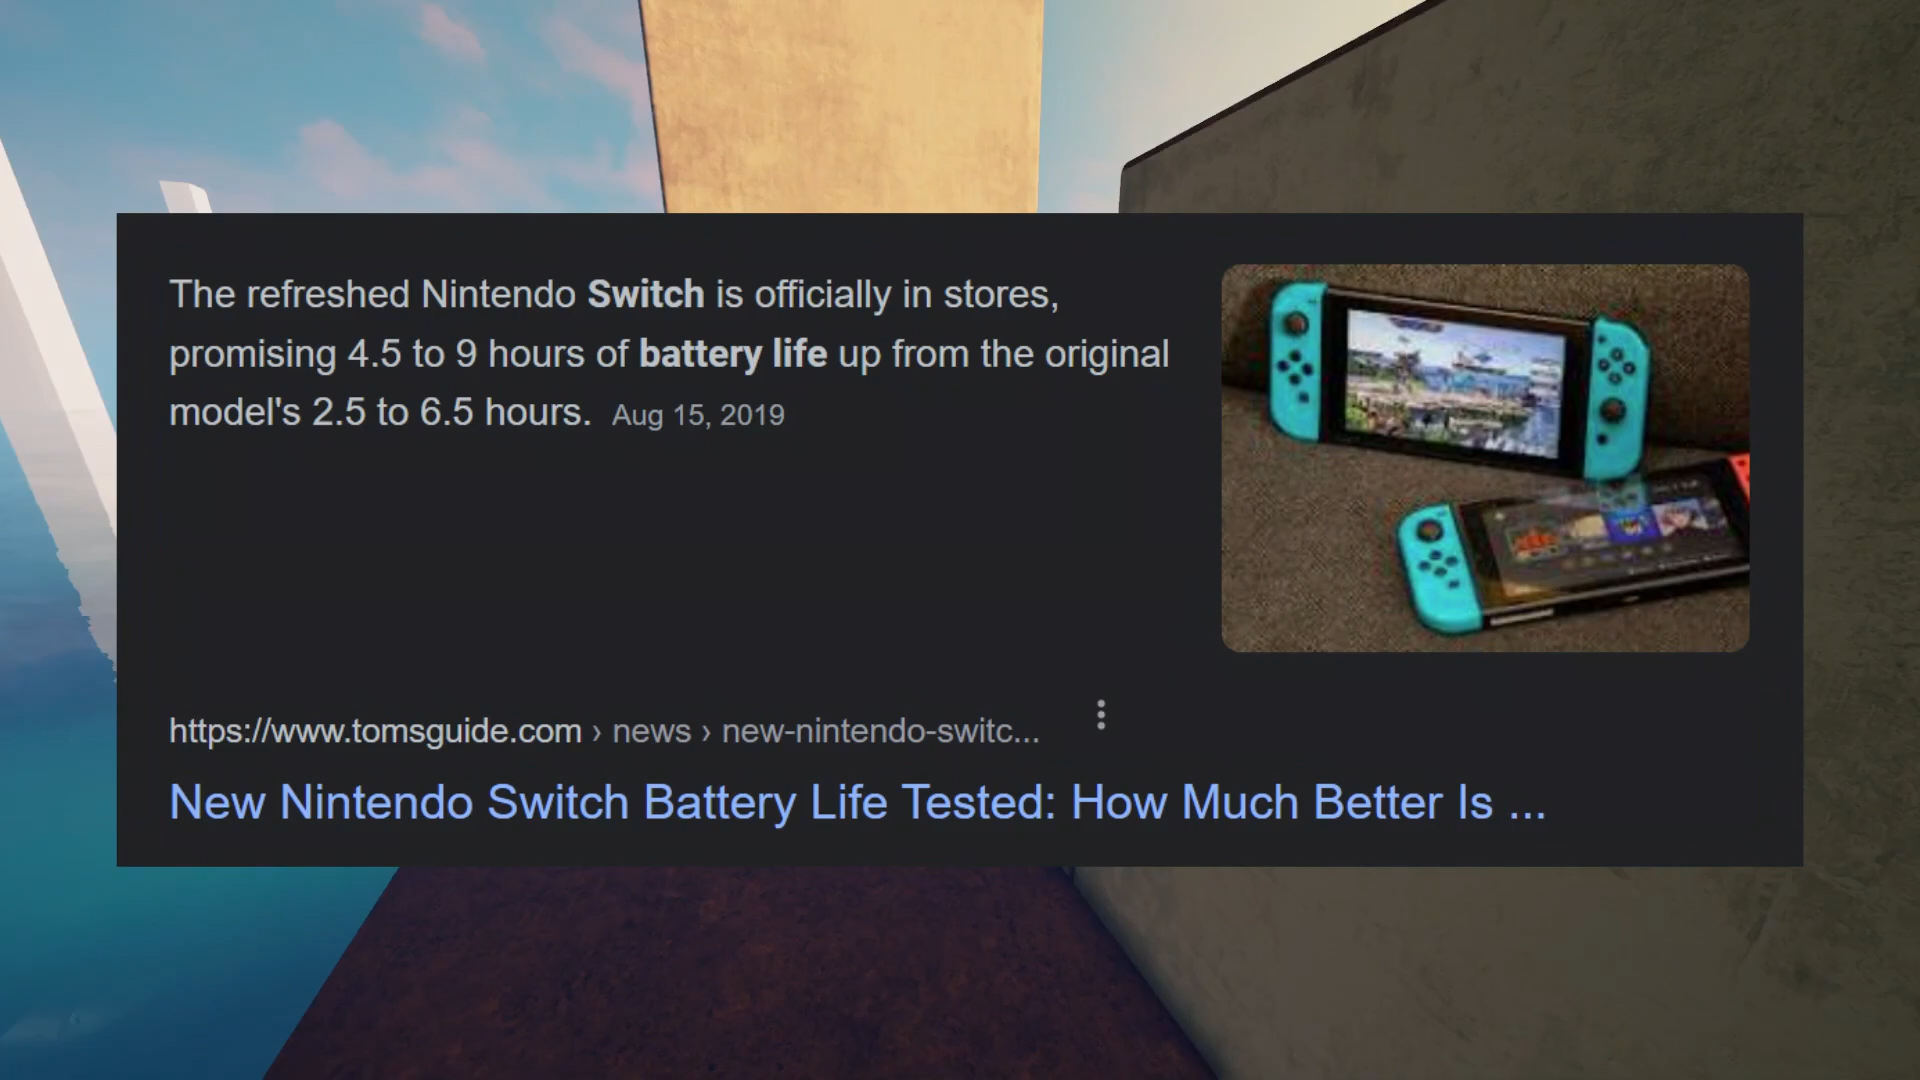 The refreshed Nintendo Switch is officially in stores,
promising 4.5 to 9 hours of battery life up from the original
model's 2.5 to 6.5 hours. Aug 15, 2019
https://www.tomsguide.com › news › new-nintendo-switc...
New Nintendo Switch Battery Life Tested: How Much Better Is ...